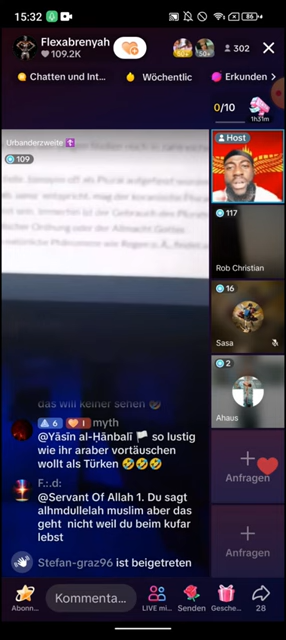 15:32
86
Flexabrenyah
109.2K
302
Chatten und Int...
Wöchentlic
Erkunden
0/10
1h31m
Urbanderzweite
109
Host
117
Rob Christian
16
Sasa
2
Ahaus
das will keiner sehen 🤣
6
1
myth
@Yāsīn al-Ḥānbalī 🏳️ so lustig
wie ihr araber vortäuschen
wollt als Türken 🤣🤣🤣
F.:.d:
@Servant Of Allah 1. Du sagt
alhmdullelah muslim aber das
geht nicht weil du beim kufar
lebst
Stefan-graz96 ist beigetreten
Anfragen
Anfragen
Abonn...
Kommenta...
LIVE mi...
Senden
Gesche...
28